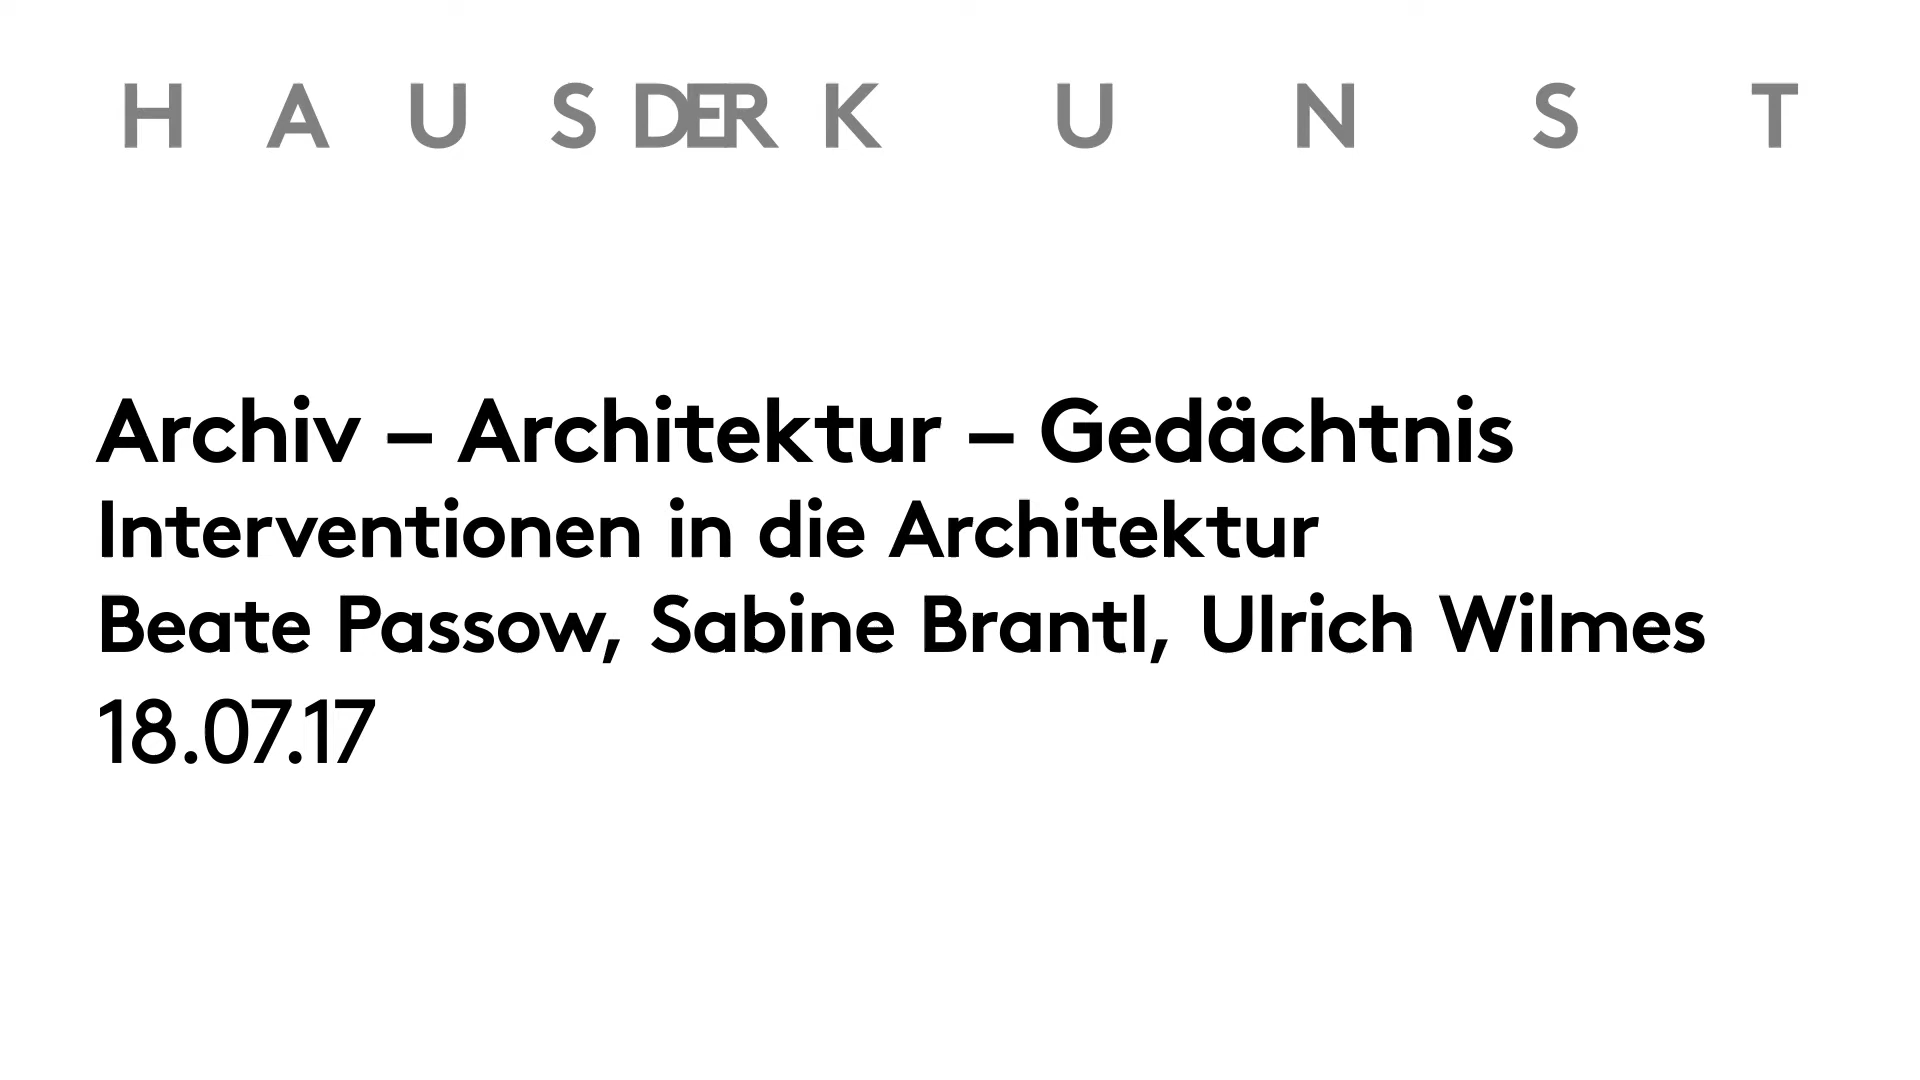 HAUS DER KUNST
Archiv – Architektur – Gedächtnis
Interventionen in die Architektur
Beate Passow, Sabine Brantl, Ulrich Wilmes
18.07.17